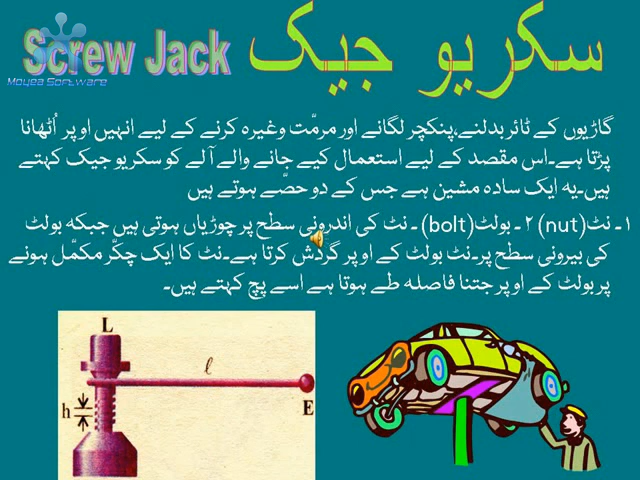 Screw Jack سکریو جیک
Moyea Software
گاڑیوں کے ٹائر بدلنے،پنکچر لگانے اور مرمّت وغیرہ کرنے کے لیے انہیں اوپر اُٹھانا
پڑتا ہے۔اس مقصد کے لیے استعمال کیے جانے والے آلے کو سکریو جیک کہتے
ہیں۔یہ ایک سادہ مشین ہے جس کے دو حصّے ہوتے ہیں
۱۔ نٹ(nut) ۲ ۔ بولٹ(bolt) ۔ نٹ کی اندرونی سطح پر چوڑیاں ہوتی ہیں جبکہ بولٹ
کی بیرونی سطح پر۔نٹ بولٹ کے اوپر گردش کرتا ہے۔نٹ کا ایک چکّر مکمّل ہونے
پر بولٹ کے اوپر جتنا فاصلہ طے ہوتا ہے اسے پچ کہتے ہیں۔
L
ℓ
h
E